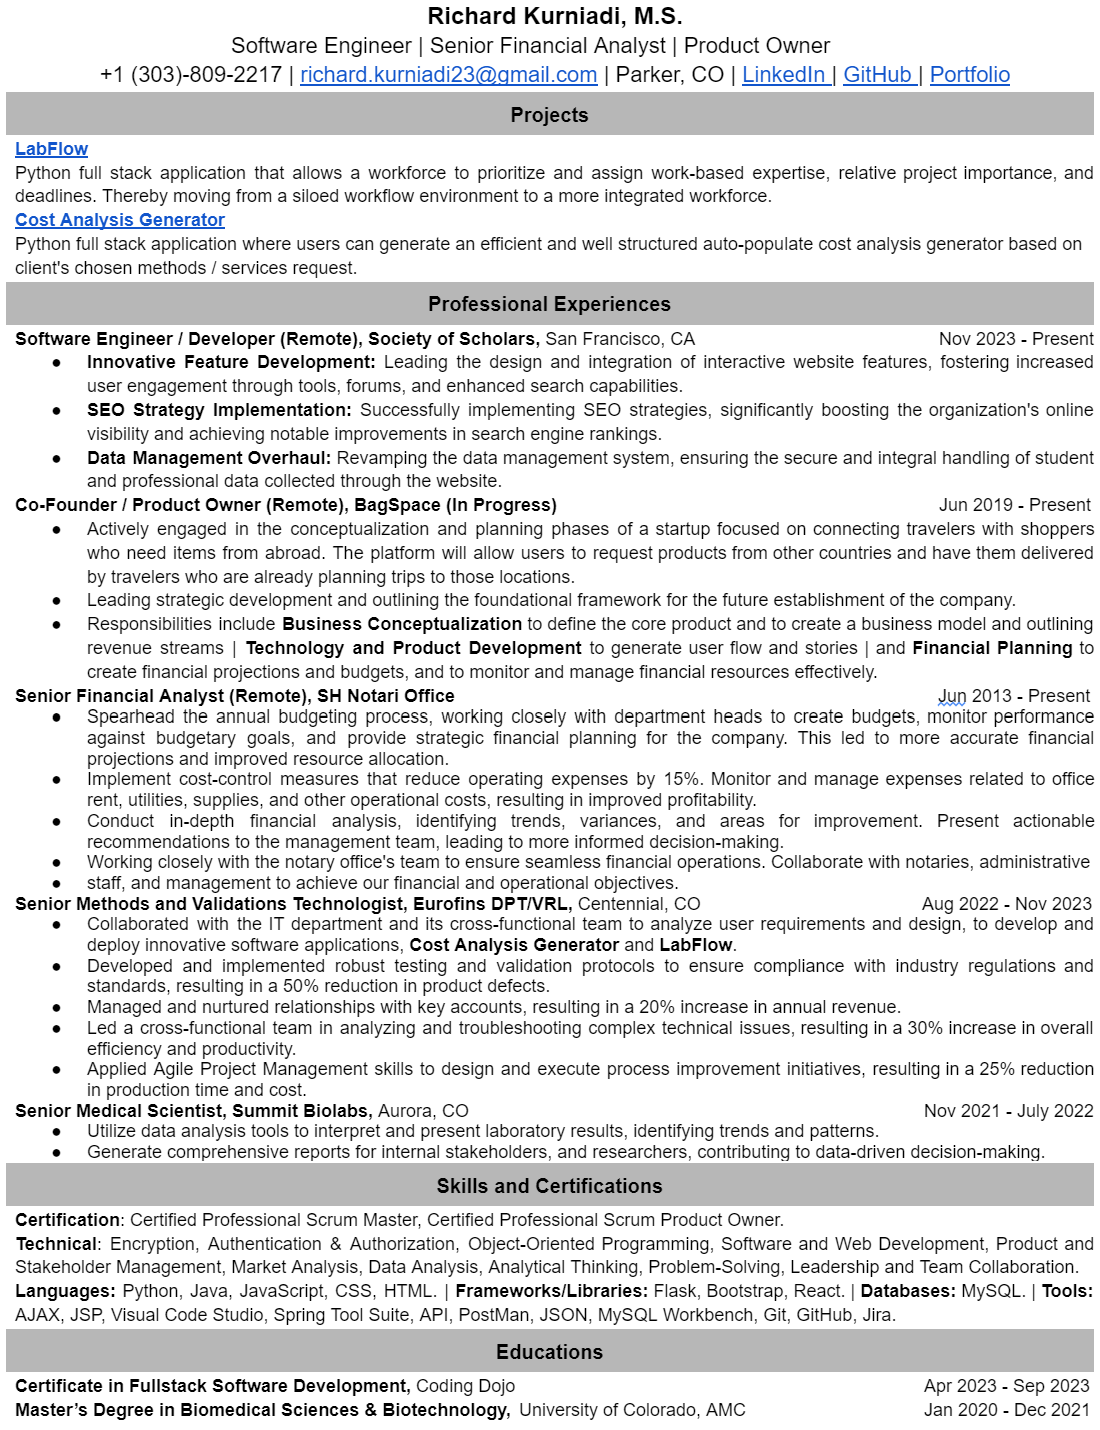 Richard Kurniadi, M.S.
Software Engineer | Senior Financial Analyst | Product Owner
+1 (303)-809-2217 | richard.kurniadi23@gmail.com | Parker, CO | LinkedIn | GitHub | Portfolio
Projects
LabFlow
Python full stack application that allows a workforce to prioritize and assign work-based expertise, relative project importance, and
deadlines. Thereby moving from a siloed workflow environment to a more integrated workforce.
Cost Analysis Generator
Python full stack application where users can generate an efficient and well structured auto-populate cost analysis generator based on
client's chosen methods / services request.
Professional Experiences
Software Engineer / Developer (Remote), Society of Scholars, San Francisco, CA Nov 2023 - Present
● Innovative Feature Development: Leading the design and integration of interactive website features, fostering increased
user engagement through tools, forums, and enhanced search capabilities.
● SEO Strategy Implementation: Successfully implementing SEO strategies, significantly boosting the organization's online
visibility and achieving notable improvements in search engine rankings.
● Data Management Overhaul: Revamping the data management system, ensuring the secure and integral handling of student
and professional data collected through the website.
Co-Founder / Product Owner (Remote), BagSpace (In Progress) Jun 2019 - Present
● Actively engaged in the conceptualization and planning phases of a startup focused on connecting travelers with shoppers
who need items from abroad. The platform will allow users to request products from other countries and have them delivered
by travelers who are already planning trips to those locations.
● Leading strategic development and outlining the foundational framework for the future establishment of the company.
● Responsibilities include Business Conceptualization to define the core product and to create a business model and outlining
revenue streams | Technology and Product Development to generate user flow and stories | and Financial Planning to
create financial projections and budgets, and to monitor and manage financial resources effectively.
Senior Financial Analyst (Remote), SH Notari Office Jun 2013 - Present
● Spearhead the annual budgeting process, working closely with department heads to create budgets, monitor performance
against budgetary goals, and provide strategic financial planning for the company. This led to more accurate financial
projections and improved resource allocation.
● Implement cost-control measures that reduce operating expenses by 15%. Monitor and manage expenses related to office
rent, utilities, supplies, and other operational costs, resulting in improved profitability.
● Conduct in-depth financial analysis, identifying trends, variances, and areas for improvement. Present actionable
recommendations to the management team, leading to more informed decision-making.
● Working closely with the notary office's team to ensure seamless financial operations. Collaborate with notaries, administrative
● staff, and management to achieve our financial and operational objectives.
Senior Methods and Validations Technologist, Eurofins DPT/VRL, Centennial, CO Aug 2022 - Nov 2023
● Collaborated with the IT department and its cross-functional team to analyze user requirements and design, to develop and
deploy innovative software applications, Cost Analysis Generator and LabFlow.
● Developed and implemented robust testing and validation protocols to ensure compliance with industry regulations and
standards, resulting in a 50% reduction in product defects.
● Managed and nurtured relationships with key accounts, resulting in a 20% increase in annual revenue.
● Led a cross-functional team in analyzing and troubleshooting complex technical issues, resulting in a 30% increase in overall
efficiency and productivity.
● Applied Agile Project Management skills to design and execute process improvement initiatives, resulting in a 25% reduction
in production time and cost.
Senior Medical Scientist, Summit Biolabs, Aurora, CO Nov 2021 - July 2022
● Utilize data analysis tools to interpret and present laboratory results, identifying trends and patterns.
● Generate comprehensive reports for internal stakeholders, and researchers, contributing to data-driven decision-making.
Skills and Certifications
Certification: Certified Professional Scrum Master, Certified Professional Scrum Product Owner.
Technical: Encryption, Authentication & Authorization, Object-Oriented Programming, Software and Web Development, Product and
Stakeholder Management, Market Analysis, Data Analysis, Analytical Thinking, Problem-Solving, Leadership and Team Collaboration.
Languages: Python, Java, JavaScript, CSS, HTML. | Frameworks/Libraries: Flask, Bootstrap, React. | Databases: MySQL. | Tools:
AJAX, JSP, Visual Code Studio, Spring Tool Suite, API, PostMan, JSON, MySQL Workbench, Git, GitHub, Jira.
Educations
Certificate in Fullstack Software Development, Coding Dojo Apr 2023 - Sep 2023
Master’s Degree in Biomedical Sciences & Biotechnology, University of Colorado, AMC Jan 2020 - Dec 2021